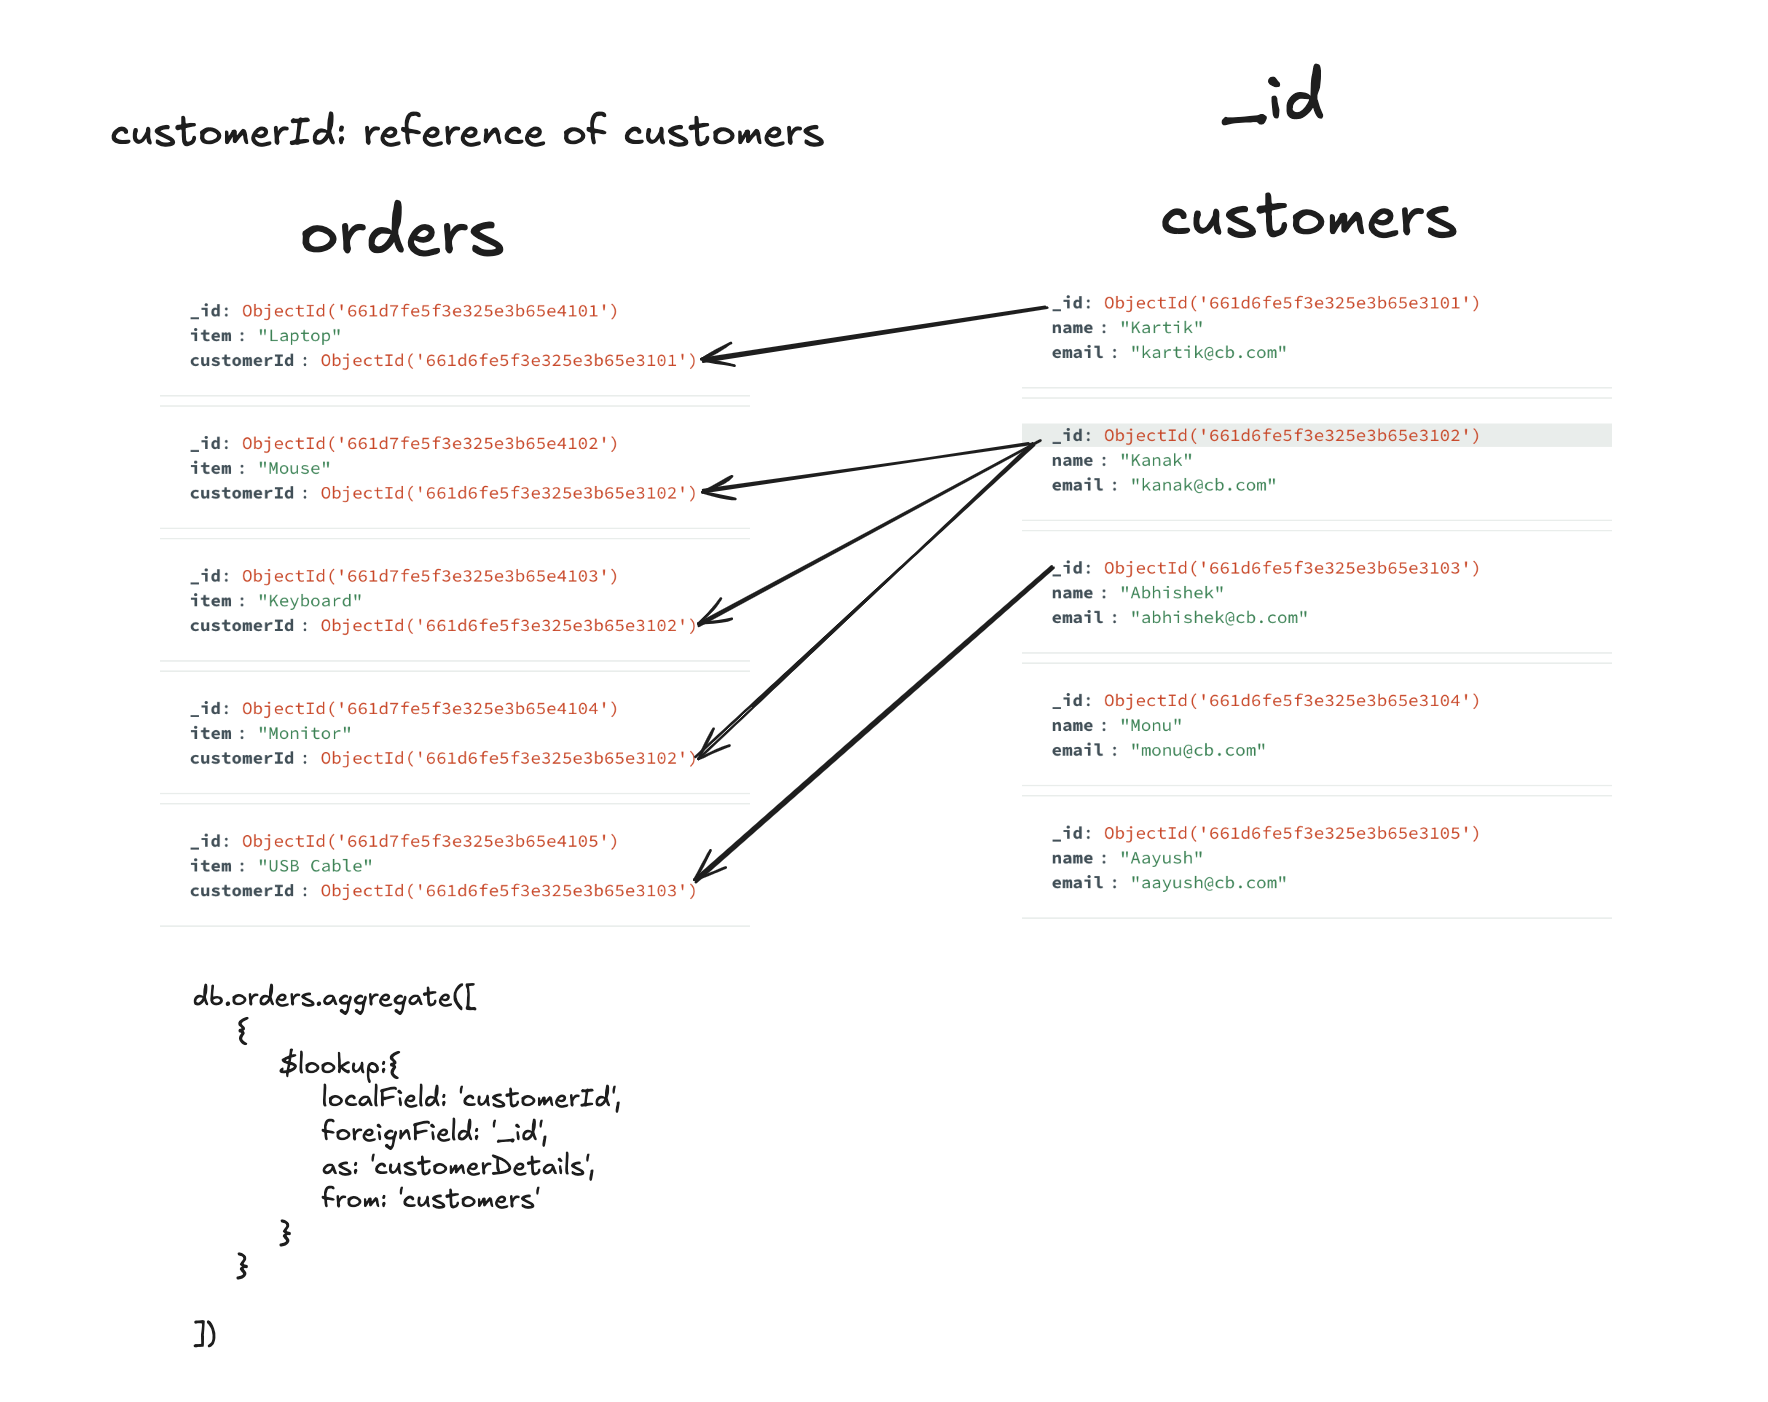 customerId: reference of customers
orders
_id: ObjectId('661d7fe5f3e325e3b65e4101')
item : "Laptop"
customerId : ObjectId('661d6fe5f3e325e3b65e3101')
_id: ObjectId('661d7fe5f3e325e3b65e4102')
item : "Mouse"
customerId : ObjectId('661d6fe5f3e325e3b65e3102')
_id: ObjectId('661d7fe5f3e325e3b65e4103')
item : "Keyboard"
customerId : ObjectId('661d6fe5f3e325e3b65e3102')
_id: ObjectId('661d7fe5f3e325e3b65e4104')
item : "Monitor"
customerId : ObjectId('661d6fe5f3e325e3b65e3102')
_id: ObjectId('661d7fe5f3e325e3b65e4105')
item : "USB Cable"
customerId : ObjectId('661d6fe5f3e325e3b65e3103')
_id
customers
_id: ObjectId('661d6fe5f3e325e3b65e3101')
name : "Kartik"
email : "kartik@cb.com"
_id: ObjectId('661d6fe5f3e325e3b65e3102')
name : "Kanak"
email : "kanak@cb.com"
_id: ObjectId('661d6fe5f3e325e3b65e3103')
name : "Abhishek"
email : "abhishek@cb.com"
_id: ObjectId('661d6fe5f3e325e3b65e3104')
name : "Monu"
email : "monu@cb.com"
_id: ObjectId('661d6fe5f3e325e3b65e3105')
name : "Aayush"
email : "aayush@cb.com"
db.orders.aggregate([
{
$lookup:{
localField: 'customerId',
foreignField: '_id',
as: 'customerDetails',
from: 'customers'
}
}
])